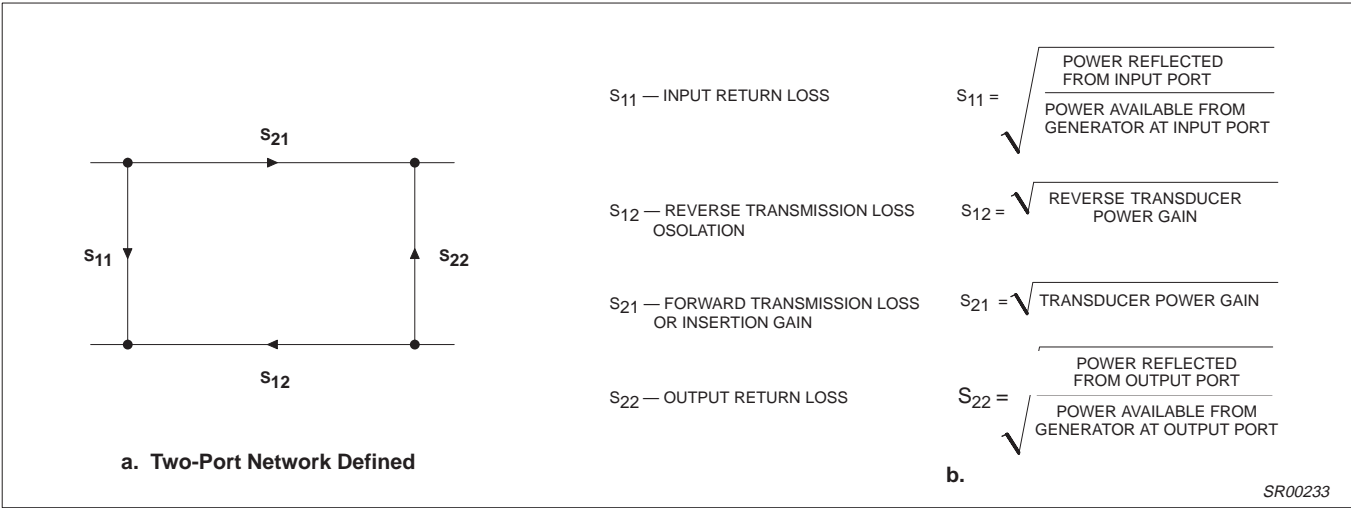 S21
S11
S22
S12
a. Two-Port Network Defined
S11 — INPUT RETURN LOSS
S11 = √
POWER REFLECTED
FROM INPUT PORT
POWER AVAILABLE FROM
GENERATOR AT INPUT PORT
S12 — REVERSE TRANSMISSION LOSS
OSOLATION
S12 = √
REVERSE TRANSDUCER
POWER GAIN
S21 — FORWARD TRANSMISSION LOSS
OR INSERTION GAIN
S21 = √ TRANSDUCER POWER GAIN
S22 — OUTPUT RETURN LOSS
S22 = √
POWER REFLECTED
FROM OUTPUT PORT
POWER AVAILABLE FROM
GENERATOR AT OUTPUT PORT
b.
SR00233